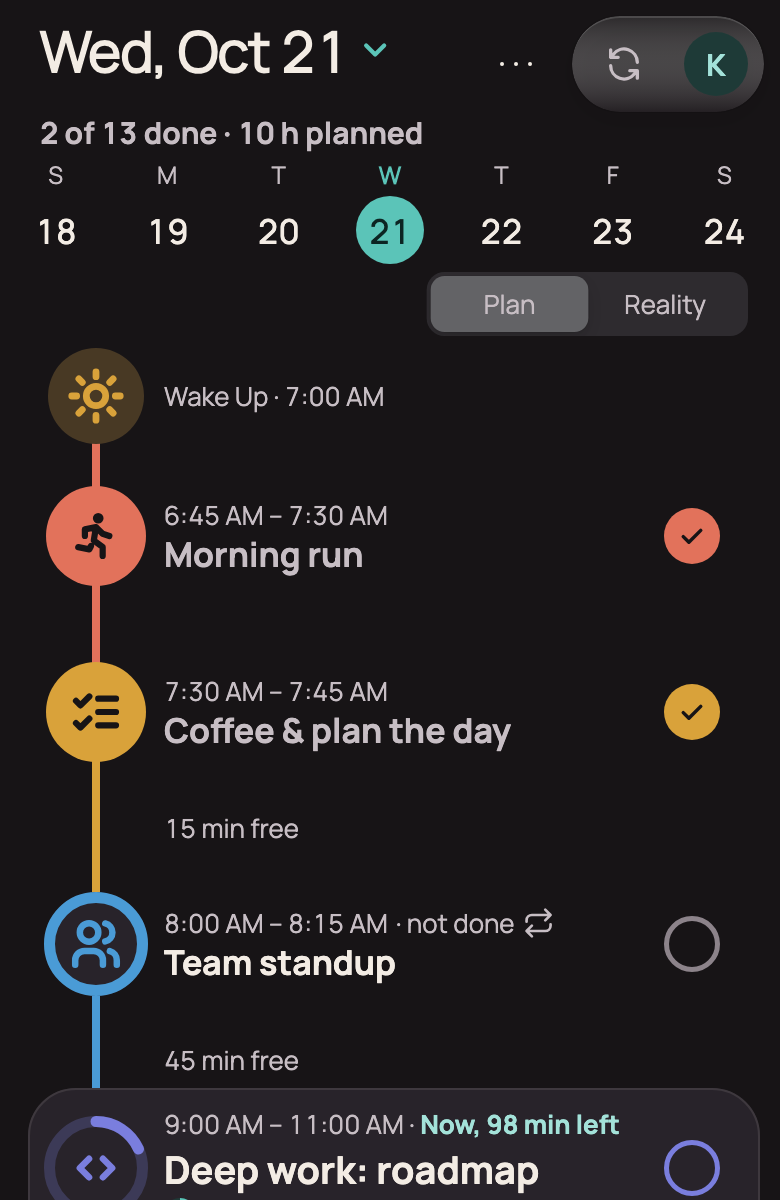 Wed, Oct 21
...
K
2 of 13 done · 10 h planned
S M T W T F S
18 19 20 21 22 23 24
Plan Reality
Wake Up · 7:00 AM
6:45 AM – 7:30 AM
Morning run
7:30 AM – 7:45 AM
Coffee & plan the day
15 min free
8:00 AM – 8:15 AM · not done
Team standup
45 min free
9:00 AM – 11:00 AM · Now, 98 min left
Deep work: roadmap